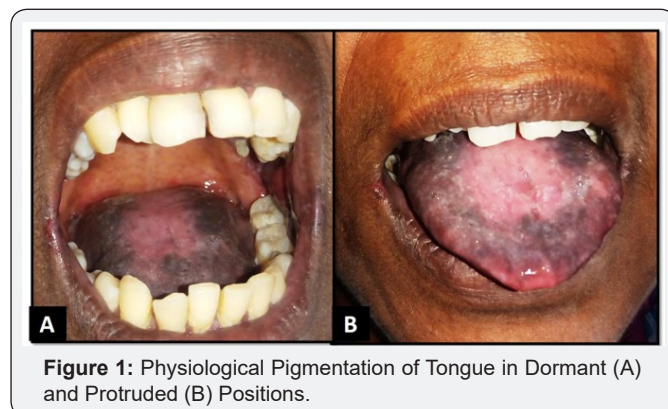 A B
Figure 1: Physiological Pigmentation of Tongue in Dormant (A)
and Protruded (B) Positions.